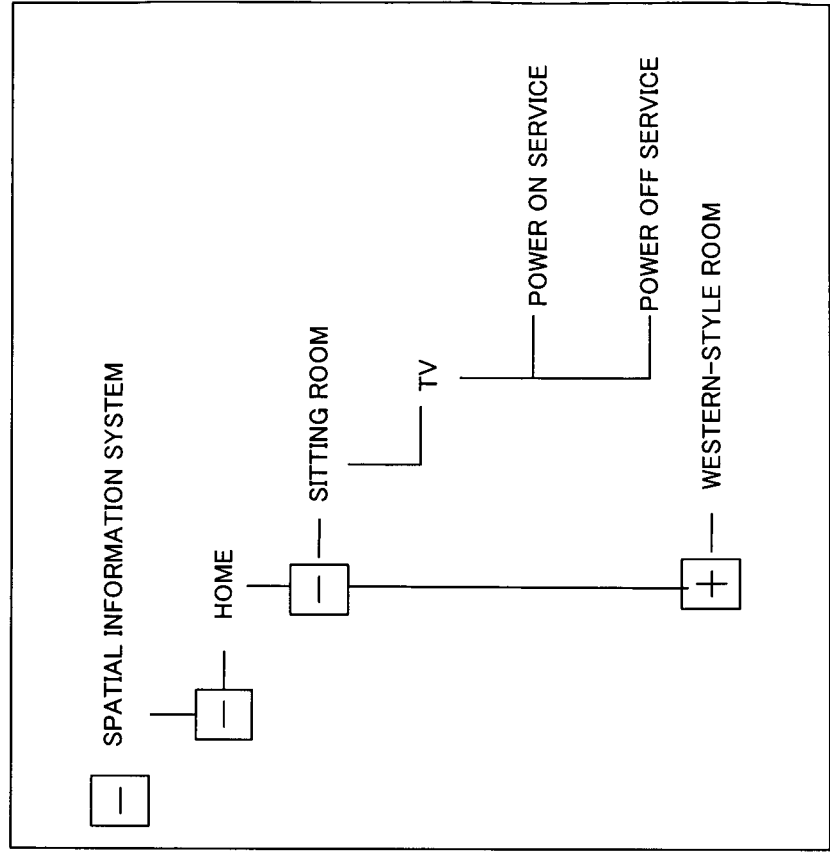 SPATIAL INFORMATION SYSTEM
HOME
SITTING ROOM
TV
POWER ON SERVICE
POWER OFF SERVICE
WESTERN-STYLE ROOM